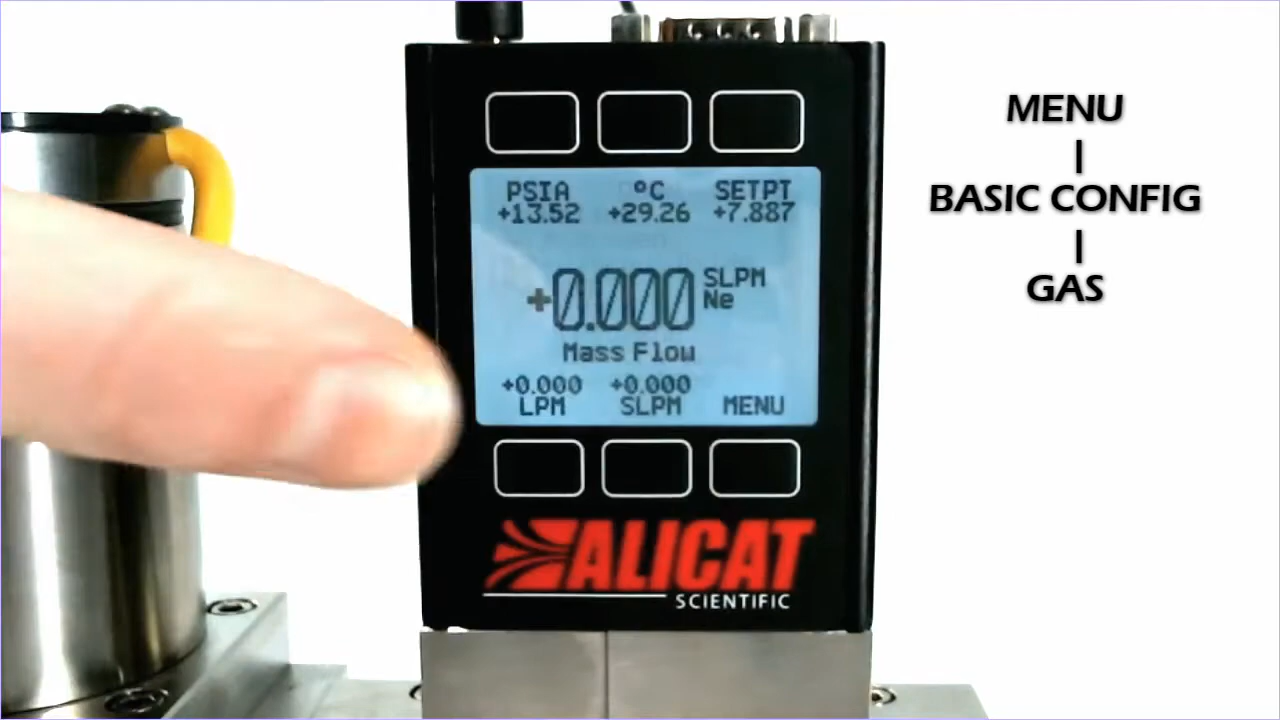 PSIA °C SETPT
+13.52 +29.26 +7.887
+0.000 SLPM
Ne
Mass Flow
+0.000 +0.000
LPM SLPM MENU
ALICAT
SCIENTIFIC
MENU
BASIC CONFIG
GAS